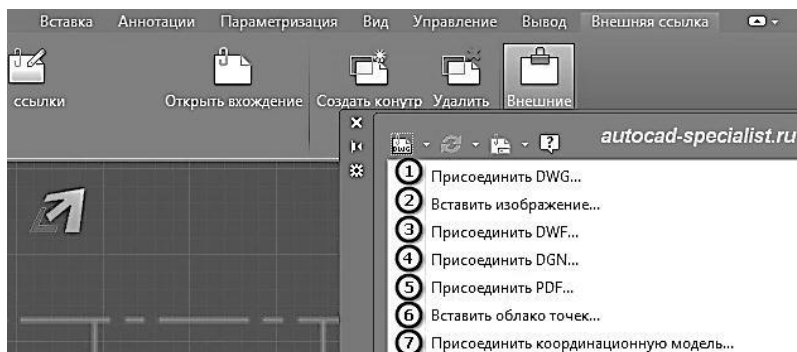 Вставка Аннотации Параметризация Вид Управление Вывод Внешняя ссылка
ссылки Открыть вхождение Создать конутр Удалить Внешние
DWG ? autocad-specialist.ru
1 Присоединить DWG...
2 Вставить изображение...
3 Присоединить DWF...
4 Присоединить DGN...
5 Присоединить PDF...
6 Вставить облако точек...
7 Присоединить координационную модель...